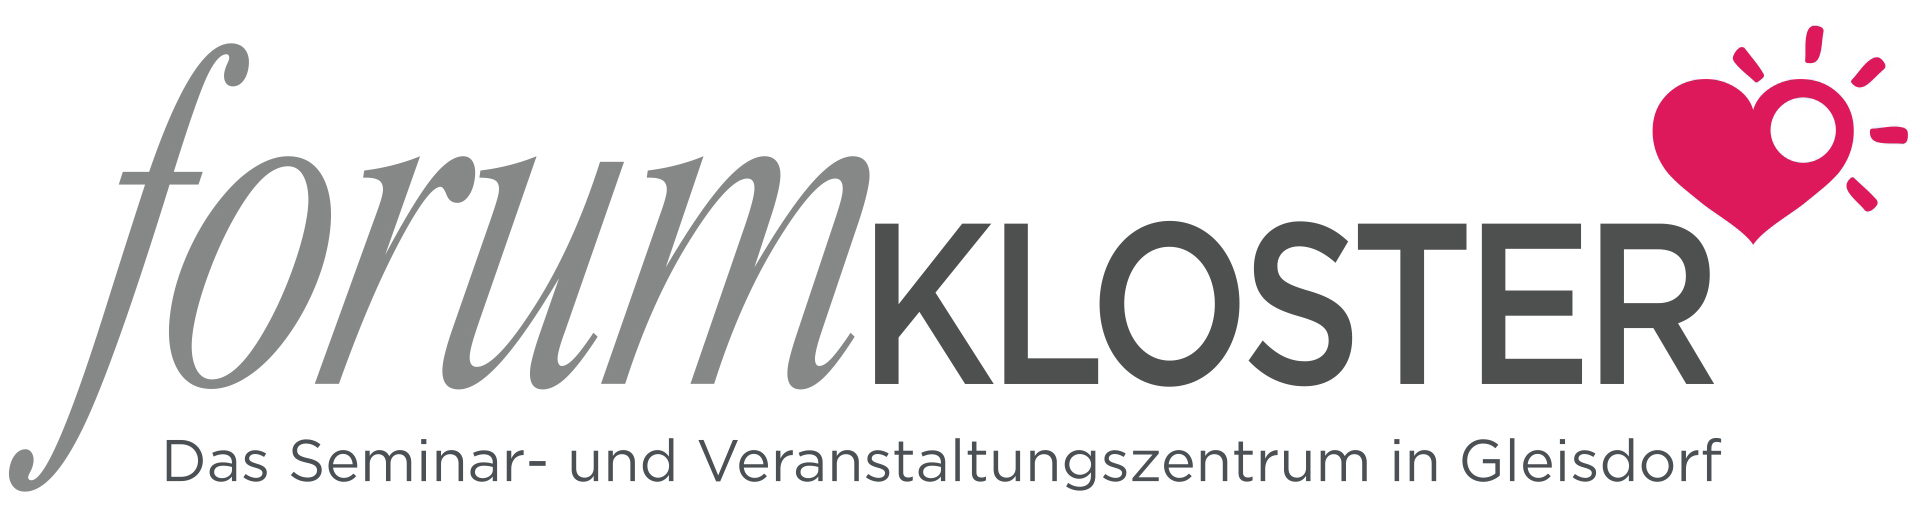 forumKLOSTER
Das Seminar- und Veranstaltungszentrum in Gleisdorf